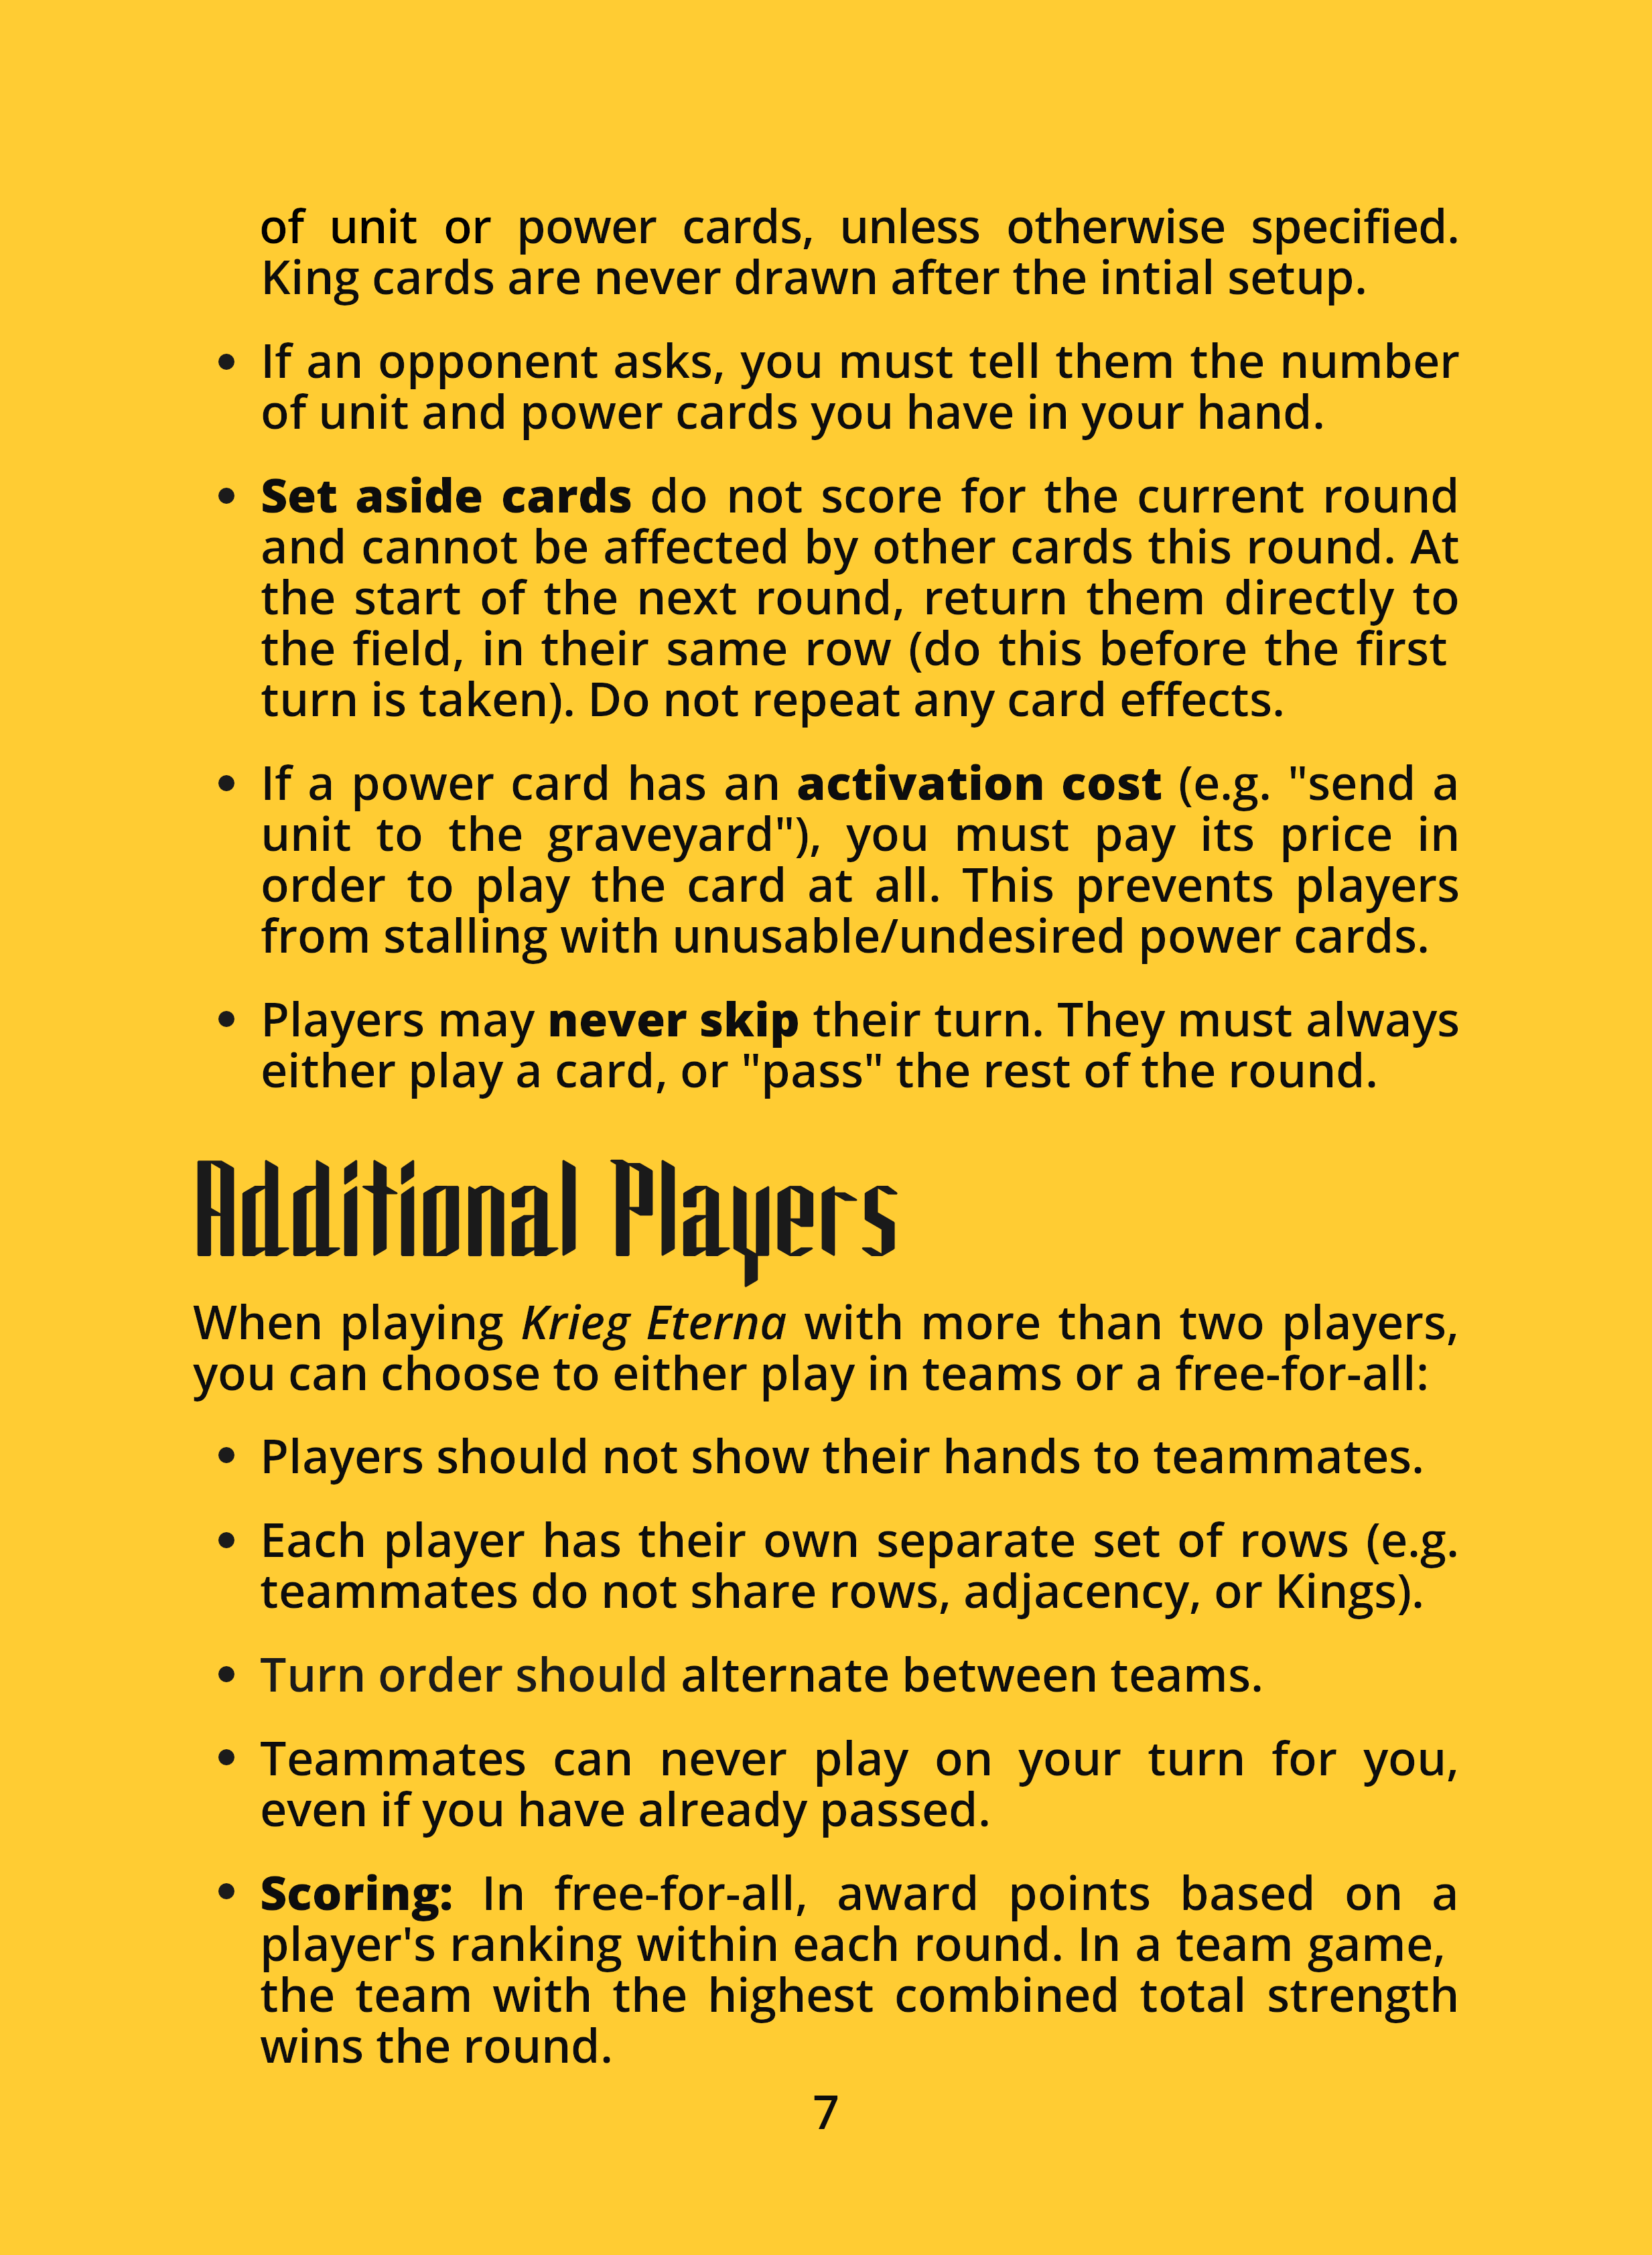 of unit or power cards, unless otherwise specified.
King cards are never drawn after the intial setup.
• If an opponent asks, you must tell them the number
of unit and power cards you have in your hand.
• Set aside cards do not score for the current round
and cannot be affected by other cards this round. At
the start of the next round, return them directly to
the field, in their same row (do this before the first
turn is taken). Do not repeat any card effects.
• If a power card has an activation cost (e.g. "send a
unit to the graveyard"), you must pay its price in
order to play the card at all. This prevents players
from stalling with unusable/undesired power cards.
• Players may never skip their turn. They must always
either play a card, or "pass" the rest of the round.
Additional Players
When playing Krieg Eterna with more than two players,
you can choose to either play in teams or a free-for-all:
• Players should not show their hands to teammates.
• Each player has their own separate set of rows (e.g.
teammates do not share rows, adjacency, or Kings).
• Turn order should alternate between teams.
• Teammates can never play on your turn for you,
even if you have already passed.
• Scoring: In free-for-all, award points based on a
player's ranking within each round. In a team game,
the team with the highest combined total strength
wins the round.
7